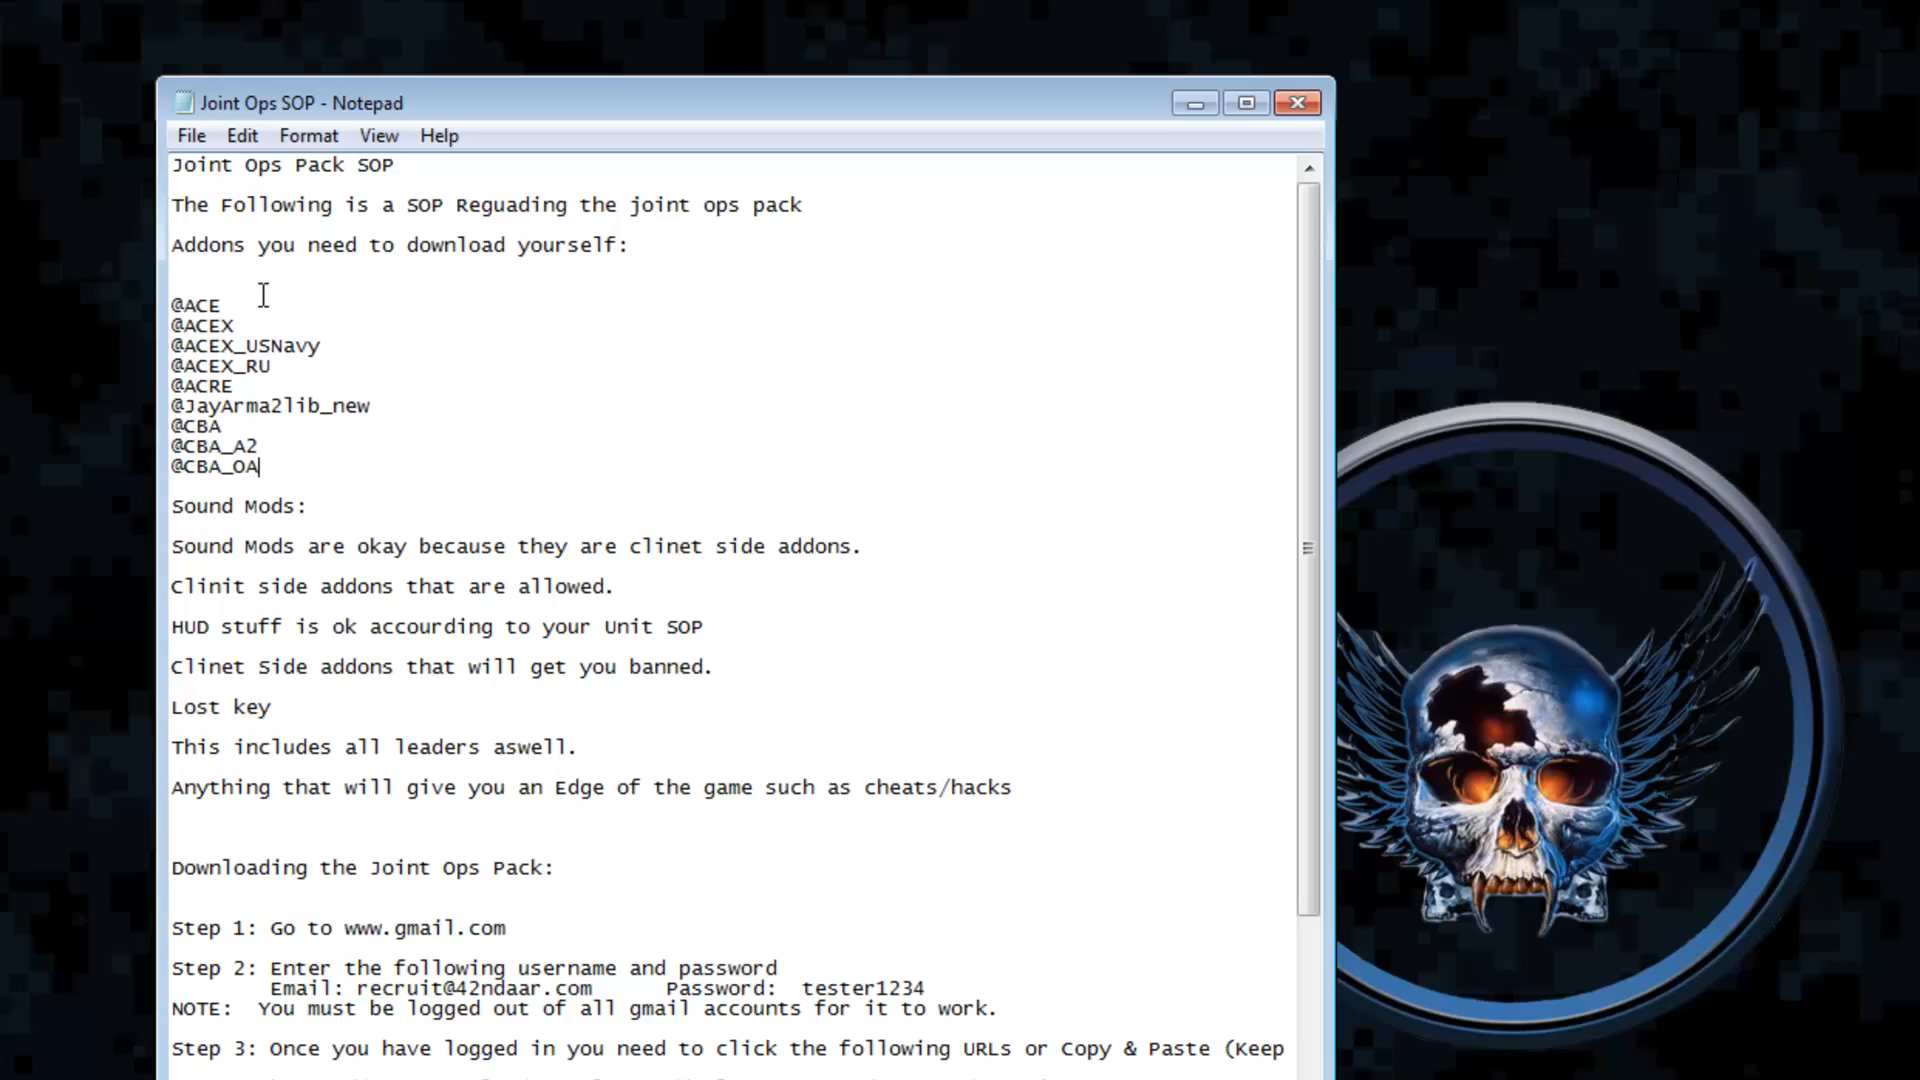 Joint Ops SOP - Notepad
File Edit Format View Help
Joint Ops Pack SOP
The Following is a SOP Reguading the joint ops pack
Addons you need to download yourself:
@ACE
@ACEX
@ACEX_USNavy
@ACEX_RU
@ACRE
@JayArma2lib_new
@CBA
@CBA_A2
@CBA_OA
Sound Mods:
Sound Mods are okay because they are clinet side addons.
Clinit side addons that are allowed.
HUD stuff is ok accourding to your Unit SOP
Clinet Side addons that will get you banned.
Lost key
This includes all leaders aswell.
Anything that will give you an Edge of the game such as cheats/hacks
Downloading the Joint Ops Pack:
Step 1: Go to www.gmail.com
Step 2: Enter the following username and password
Email: recruit@42ndaar.com Password: tester1234
NOTE: You must be logged out of all gmail accounts for it to work.
Step 3: Once you have logged in you need to click the following URLs or Copy & Paste (Keep